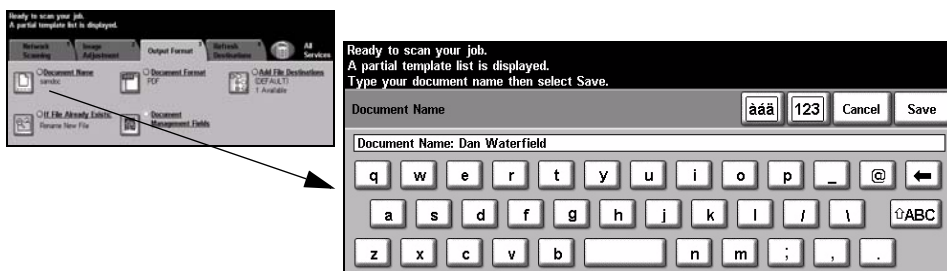 Ready to scan your job.
A partial template list is displayed.
Network Scanning
Image Adjustment
Output Format
Refresh Destinations
All Services
Document Name
Document Format
PDF
Add File Destinations
[DEFAULT]
1 Available
If File Already Exists.
Rename New File
Document Management Fields
Ready to scan your job.
A partial template list is displayed.
Type your document name then select Save.
Document Name
àáä
123
Cancel
Save
Document Name: Dan Waterfield
q w e r t y u i o p _ @ ←
a s d f g h j k l / \ ⇧ABC
z x c v b n m ; , .